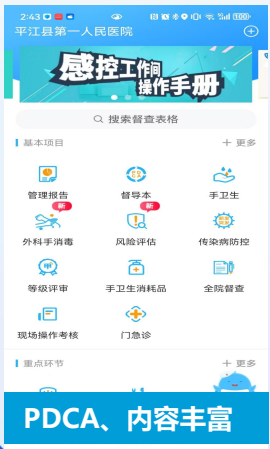 2:43
平江县第一人民医院
感控工作间
操作手册
搜索督查表格
基本项目 + 更多
管理报告 督导本 手卫生
新 新
外科手消毒 风险评估 传染病防控
等级评审 手卫生消耗品 全院督查
现场操作考核 门急诊
重点环节 + 更多
PDCA、内容丰富